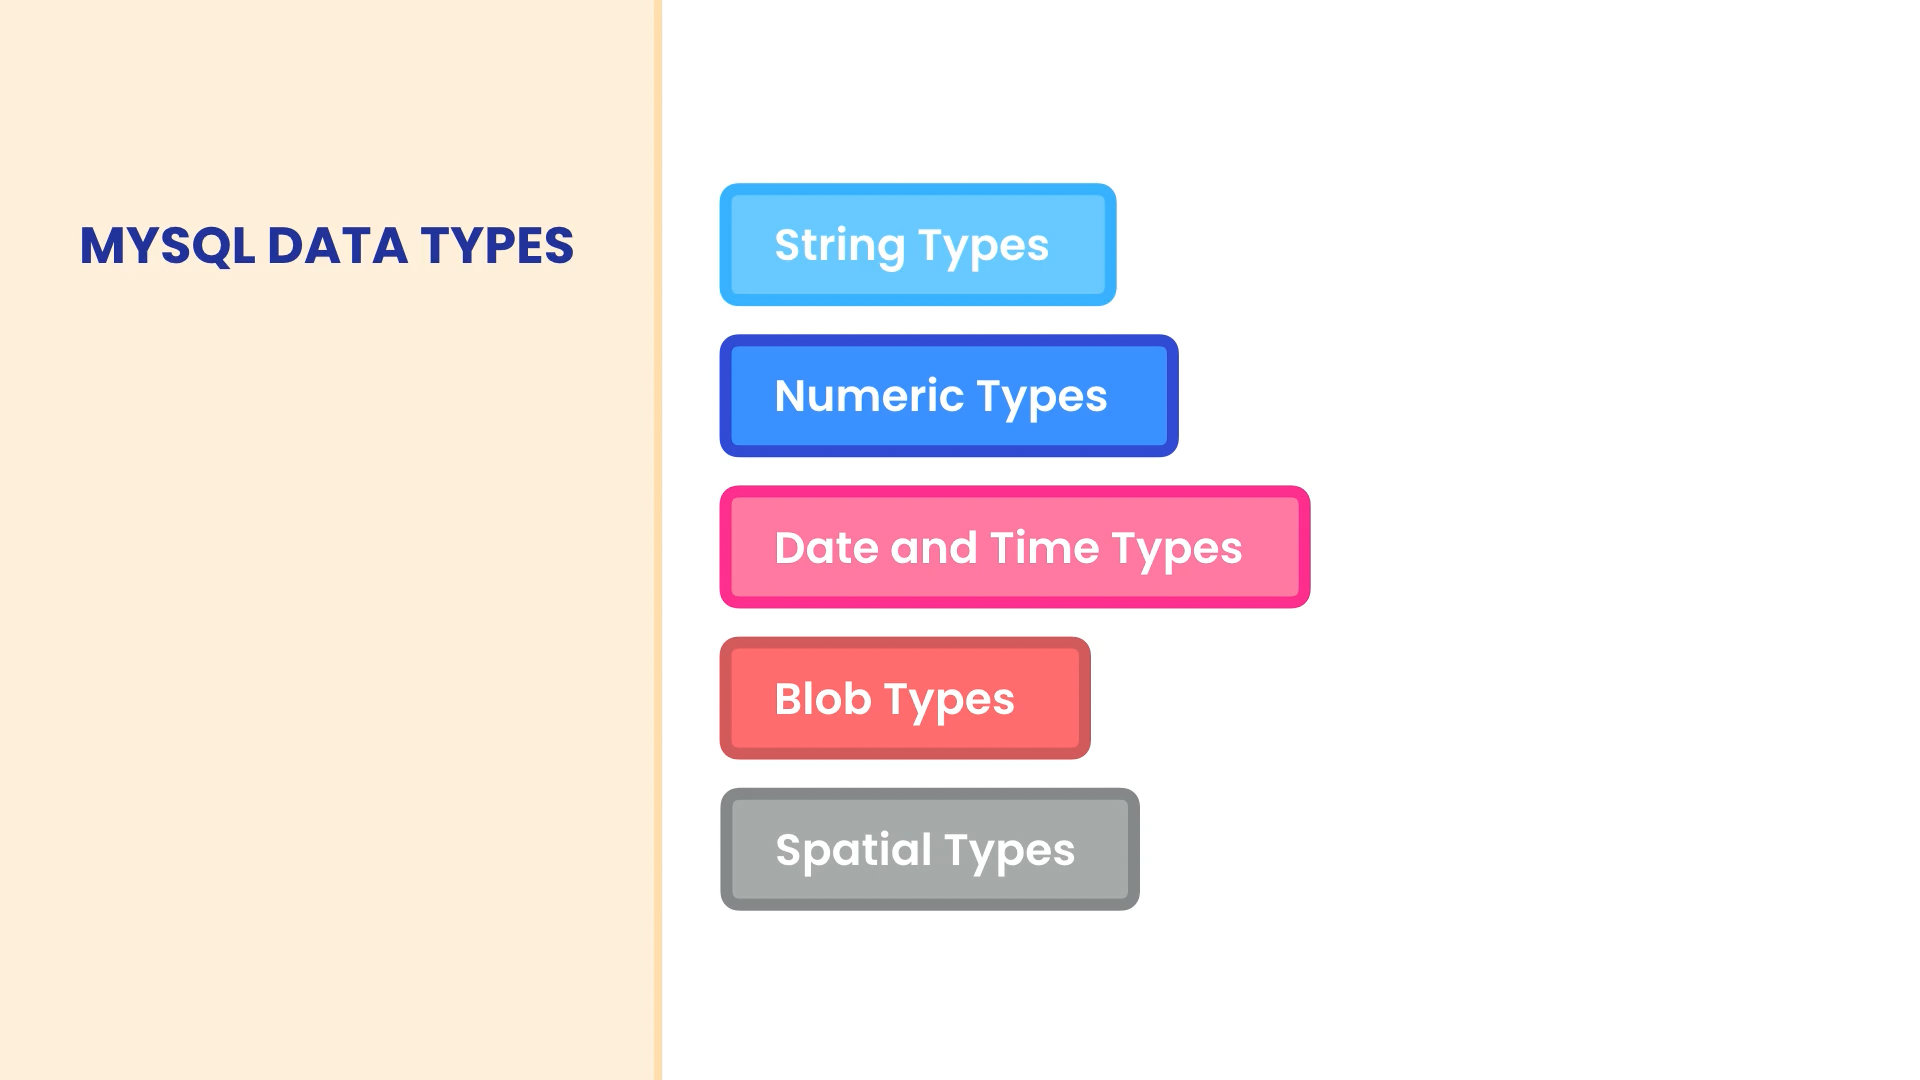 MYSQL DATA TYPES
String Types
Numeric Types
Date and Time Types
Blob Types
Spatial Types